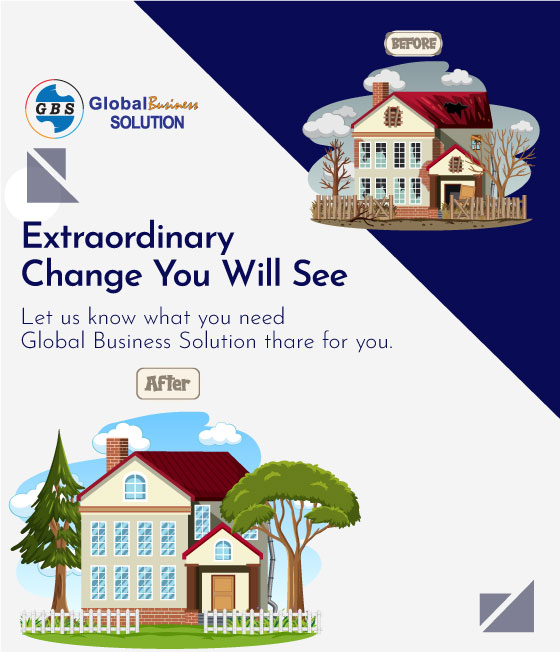 BEFORE
GBS
Global Business
SOLUTION
Extraordinary
Change You Will See
Let us know what you need
Global Business Solution thare for you.
After